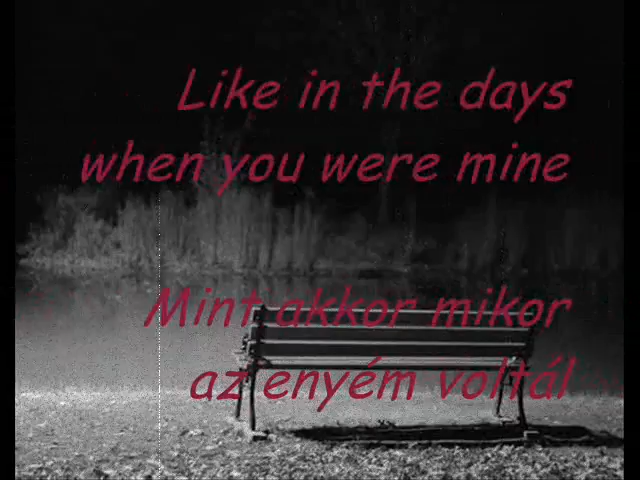 Like in the days
when you were mine
Mint akkor mikor
az enyém voltál